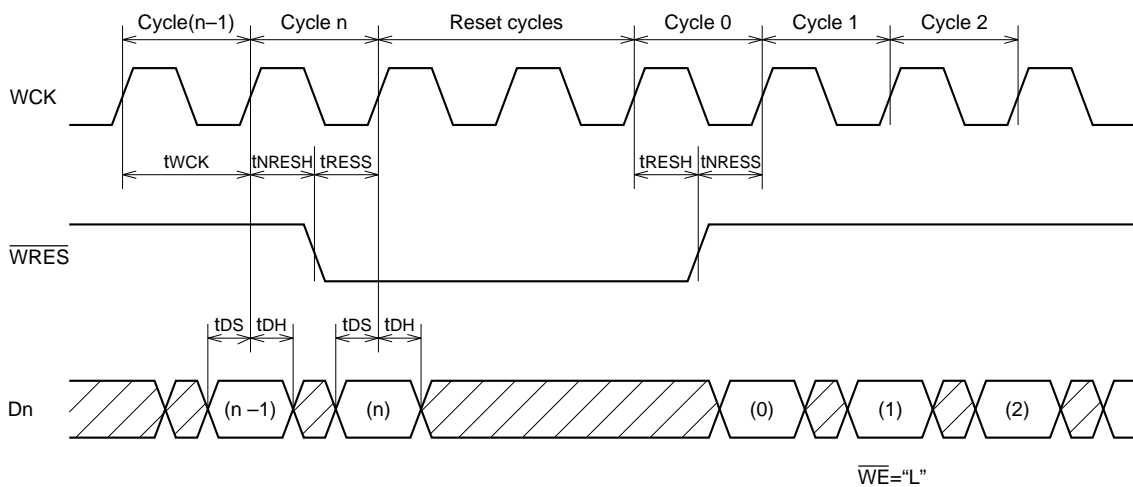 Cycle(n–1) Cycle n Reset cycles Cycle 0 Cycle 1 Cycle 2
WCK
tWCK tNRESH tRESS tRESH tNRESS
WRES
tDS tDH tDS tDH
Dn (n –1) (n) (0) (1) (2)
WE=“L”